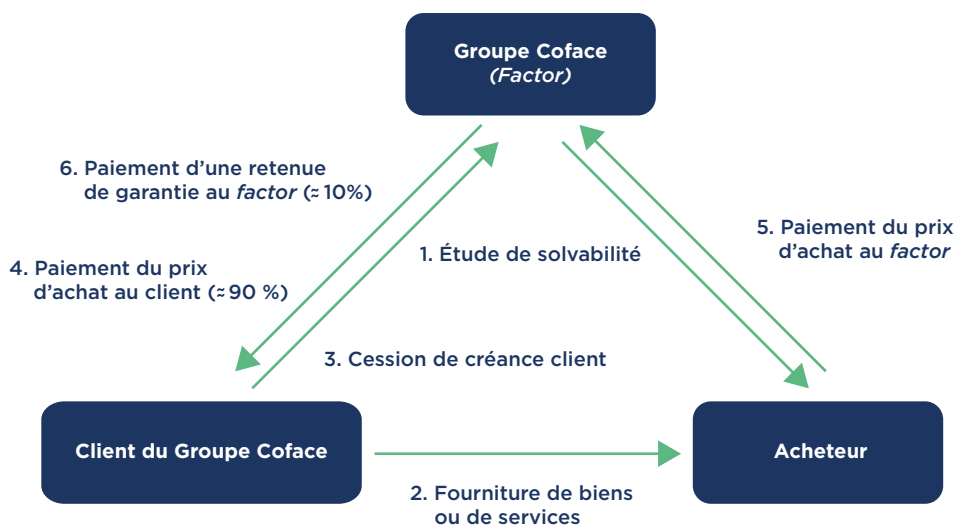 Groupe Coface
(Factor)
6. Paiement d'une retenue
de garantie au factor (≈10%)
5. Paiement du prix
d'achat au factor
1. Étude de solvabilité
4. Paiement du prix
d'achat au client (≈90 %)
3. Cession de créance client
Client du Groupe Coface
Acheteur
2. Fourniture de biens
ou de services